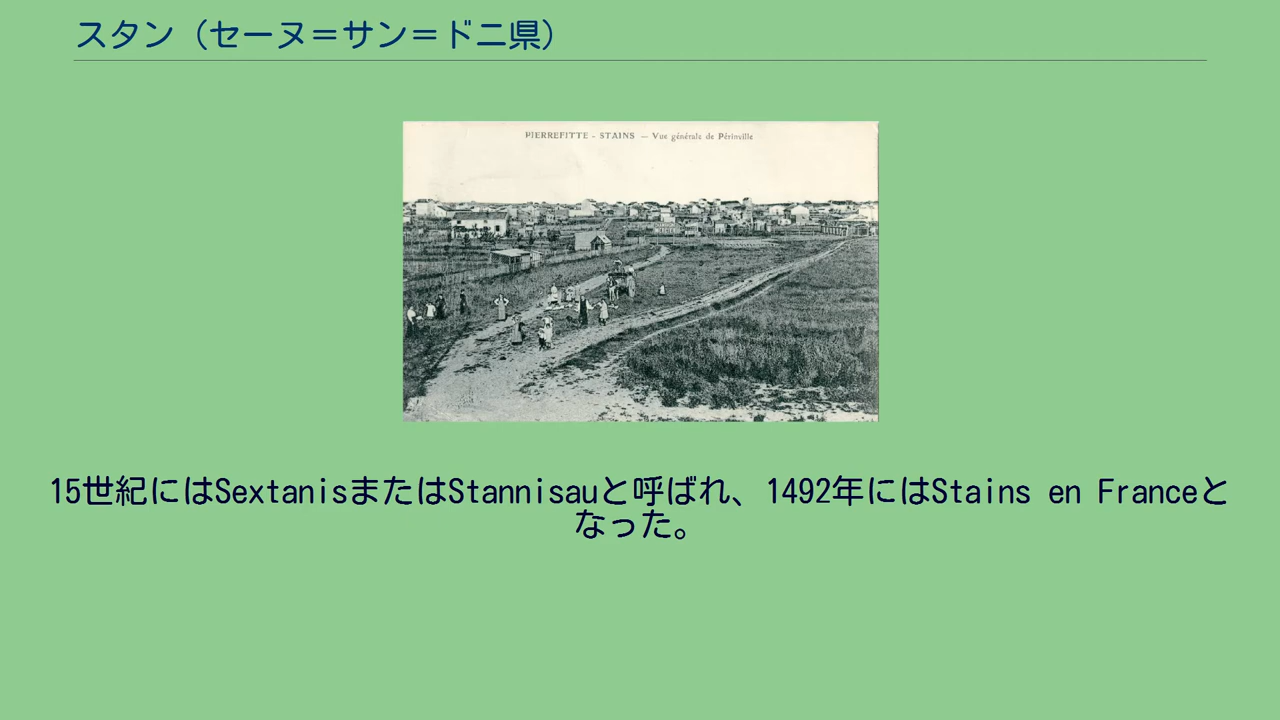 スタン（セーヌ＝サン＝ドニ県）
PIERREFITTE - STAINS — Vue générale de Périnville
15世紀にはSextanisまたはStannisauと呼ばれ、1492年にはStains en Franceと
なった。